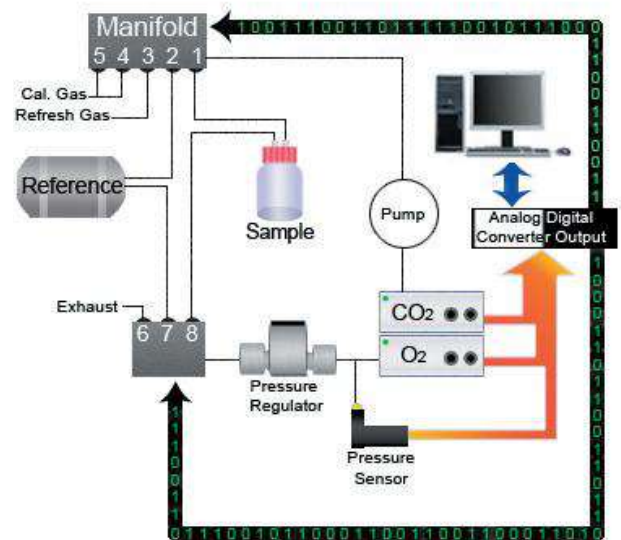 Manifold
5 4 3 2 1
Cal. Gas
Refresh Gas
Reference
Sample
Pump
Analog Digital
Converter Output
Exhaust
6 7 8
CO2
O2
Pressure
Regulator
Pressure
Sensor